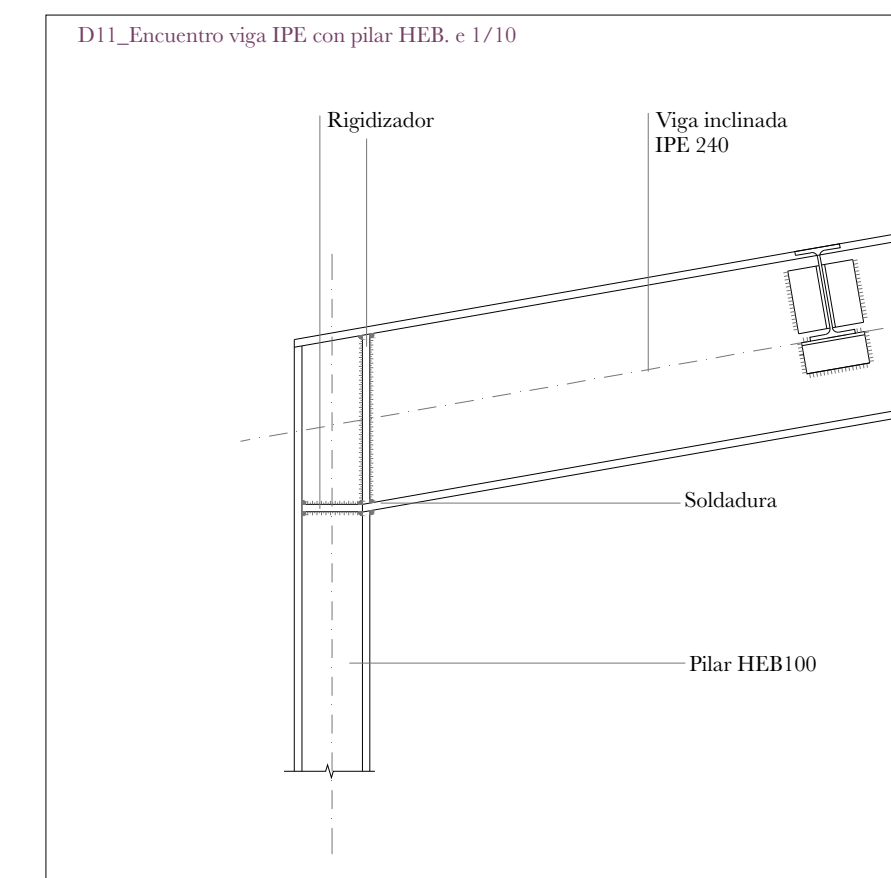 D11_Encuentro viga IPE con pilar HEB. e 1/10
Rigidizador
Viga inclinada
IPE 240
Soldadura
Pilar HEB100